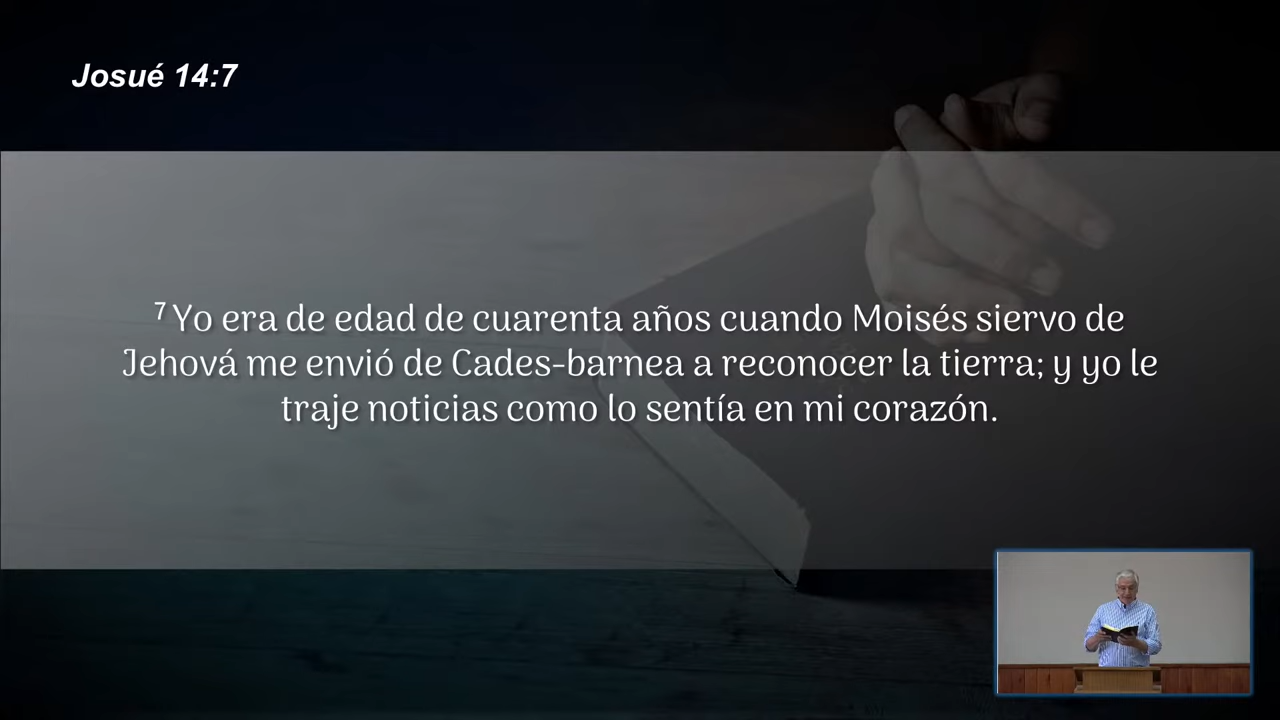 Josué 14:7
7 Yo era de edad de cuarenta años cuando Moisés siervo de
Jehová me envió de Cades-barnea a reconocer la tierra; y yo le
traje noticias como lo sentía en mi corazón.